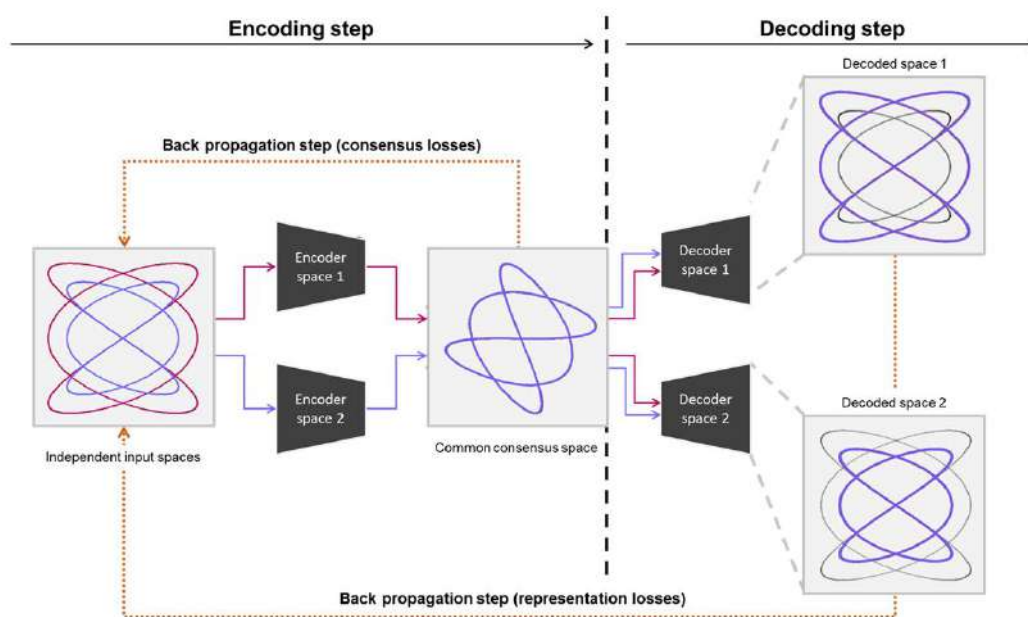 Encoding step
Decoding step
Decoded space 1
Back propagation step (consensus losses)
Encoder
space 1
Decoder
space 1
Encoder
space 2
Decoder
space 2
Decoded space 2
Independent input spaces
Common consensus space
Back propagation step (representation losses)